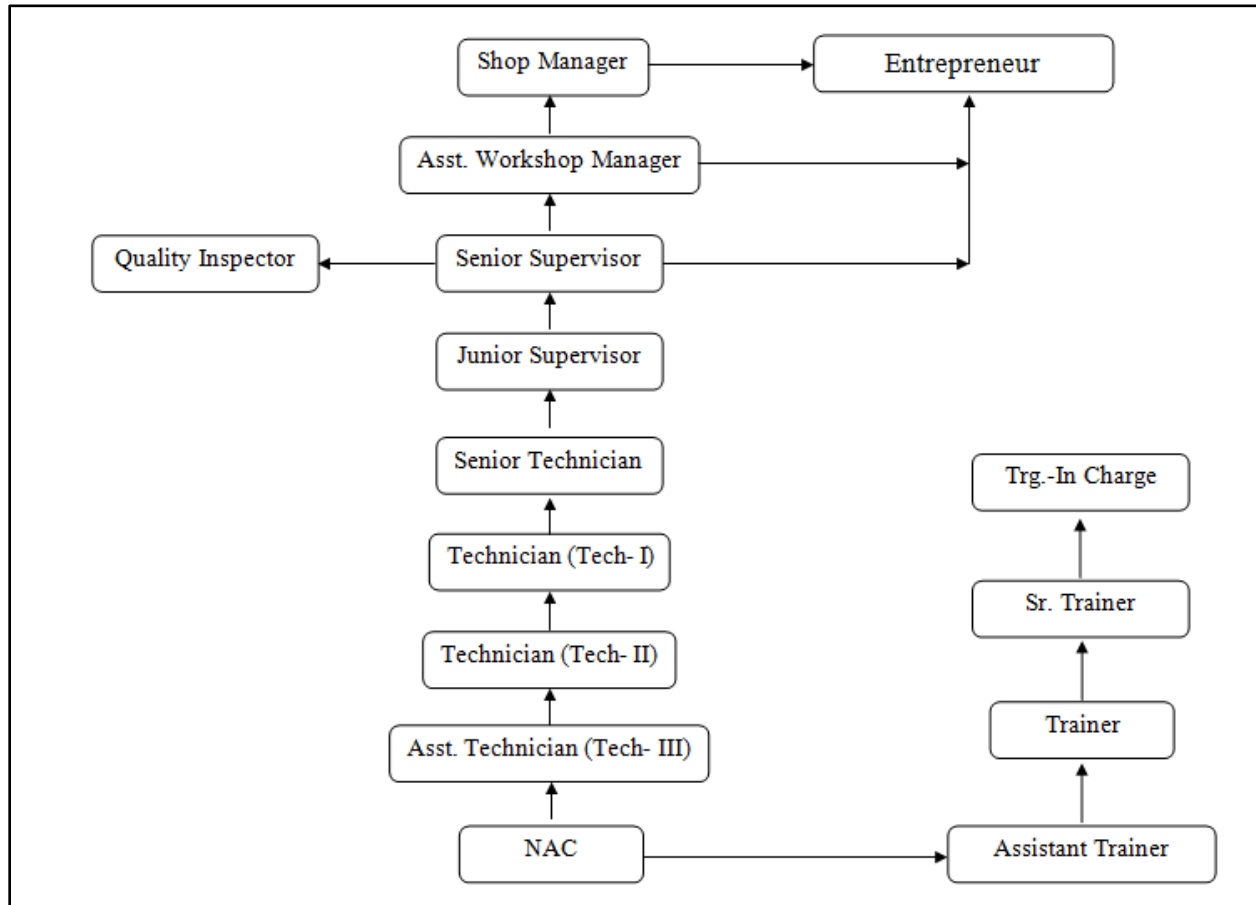 Shop Manager
Entrepreneur
Asst. Workshop Manager
Quality Inspector
Senior Supervisor
Junior Supervisor
Senior Technician
Trg.-In Charge
Technician (Tech- I)
Sr. Trainer
Technician (Tech- II)
Trainer
Asst. Technician (Tech- III)
NAC
Assistant Trainer